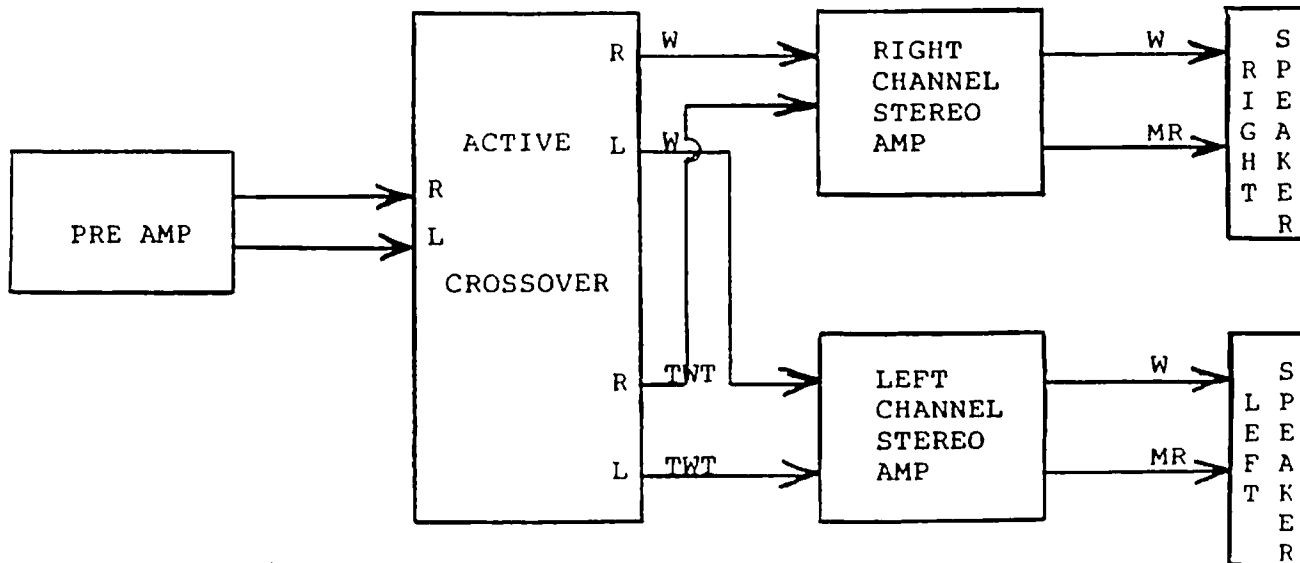 PRE AMP
R
L
ACTIVE
CROSSOVER
R
L
R
L
W
W
TWT
TWT
RIGHT
CHANNEL
STEREO
AMP
W
MR
RIGHT
SPEAKER
LEFT
CHANNEL
STEREO
AMP
W
MR
LEFT
SPEAKER